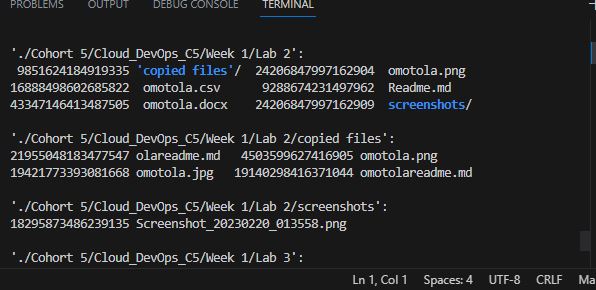 PROBLEMS OUTPUT DEBUG CONSOLE TERMINAL
'./Cohort 5/Cloud_DevOps_C5/Week 1/Lab 2':
9851624184919335 'copied files'/ 24206847997162904 omotola.png
16888498602685822 omotola.csv 9288674231497962 Readme.md
43347146413487505 omotola.docx 24206847997162909 screenshots/
'./Cohort 5/Cloud_DevOps_C5/Week 1/Lab 2/copied files':
21955048183477547 olareadme.md 4503599627416905 omotola.png
19421773393081668 omotola.jpg 19140298416371044 omotolareadme.md
'./Cohort 5/Cloud_DevOps_C5/Week 1/Lab 2/screenshots':
18295873486239135 Screenshot_20230220_013558.png
'./Cohort 5/Cloud_DevOps_C5/Week 1/Lab 3':
Ln 1, Col 1 Spaces: 4 UTF-8 CRLF